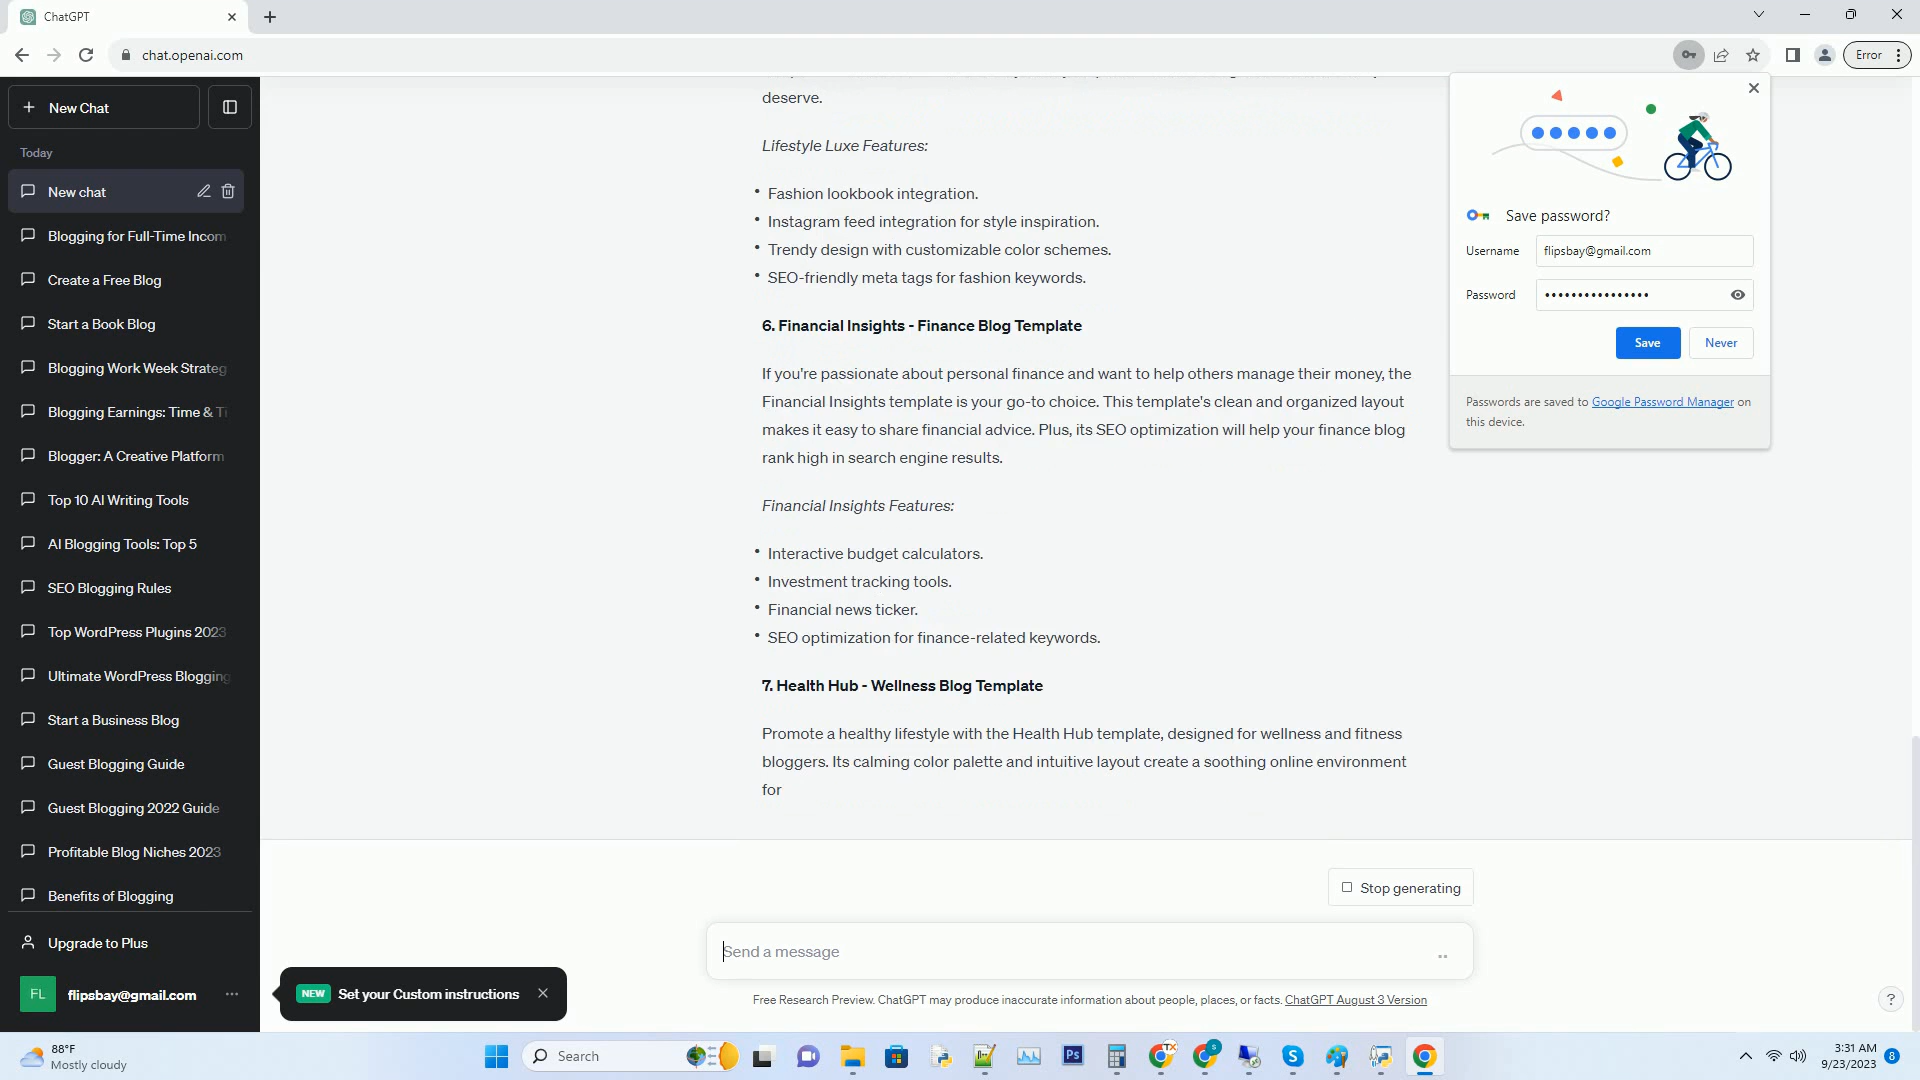 ChatGPT
chat.openai.com
Error
New Chat
Today
New chat
Blogging for Full-Time Incom
Create a Free Blog
Start a Book Blog
Blogging Work Week Strateg
Blogging Earnings: Time & Ti
Blogger: A Creative Platform
Top 10 AI Writing Tools
AI Blogging Tools: Top 5
SEO Blogging Rules
Top WordPress Plugins 2023
Ultimate WordPress Blogging
Start a Business Blog
Guest Blogging Guide
Guest Blogging 2022 Guide
Profitable Blog Niches 2023
Benefits of Blogging
Upgrade to Plus
FL
flipsbay@gmail.com
deserve.
Lifestyle Luxe Features:
• Fashion lookbook integration.
• Instagram feed integration for style inspiration.
• Trendy design with customizable color schemes.
• SEO-friendly meta tags for fashion keywords.
6. Financial Insights - Finance Blog Template
If you're passionate about personal finance and want to help others manage their money, the
Financial Insights template is your go-to choice. This template's clean and organized layout
makes it easy to share financial advice. Plus, its SEO optimization will help your finance blog
rank high in search engine results.
Financial Insights Features:
• Interactive budget calculators.
• Investment tracking tools.
• Financial news ticker.
• SEO optimization for finance-related keywords.
7. Health Hub - Wellness Blog Template
Promote a healthy lifestyle with the Health Hub template, designed for wellness and fitness
bloggers. Its calming color palette and intuitive layout create a soothing online environment
for
Save password?
Username flipsbay@gmail.com
Password ••••••••••••••••
Save Never
Passwords are saved to Google Password Manager on
this device.
Stop generating
Send a message
NEW Set your Custom instructions
Free Research Preview. ChatGPT may produce inaccurate information about people, places, or facts. ChatGPT August 3 Version
?
88°F
Mostly cloudy
Search
Ps
TX
S
3:31 AM
9/23/2023
8